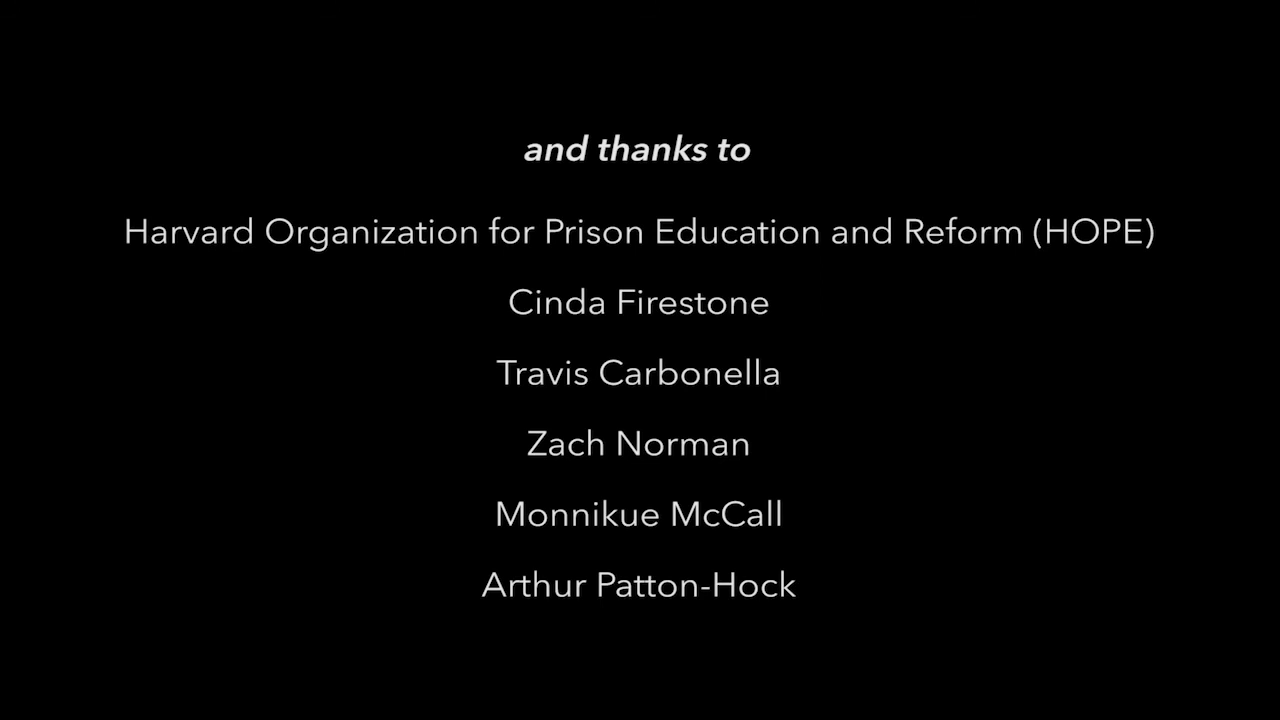 and thanks to
Harvard Organization for Prison Education and Reform (HOPE)
Cinda Firestone
Travis Carbonella
Zach Norman
Monnikue McCall
Arthur Patton-Hock